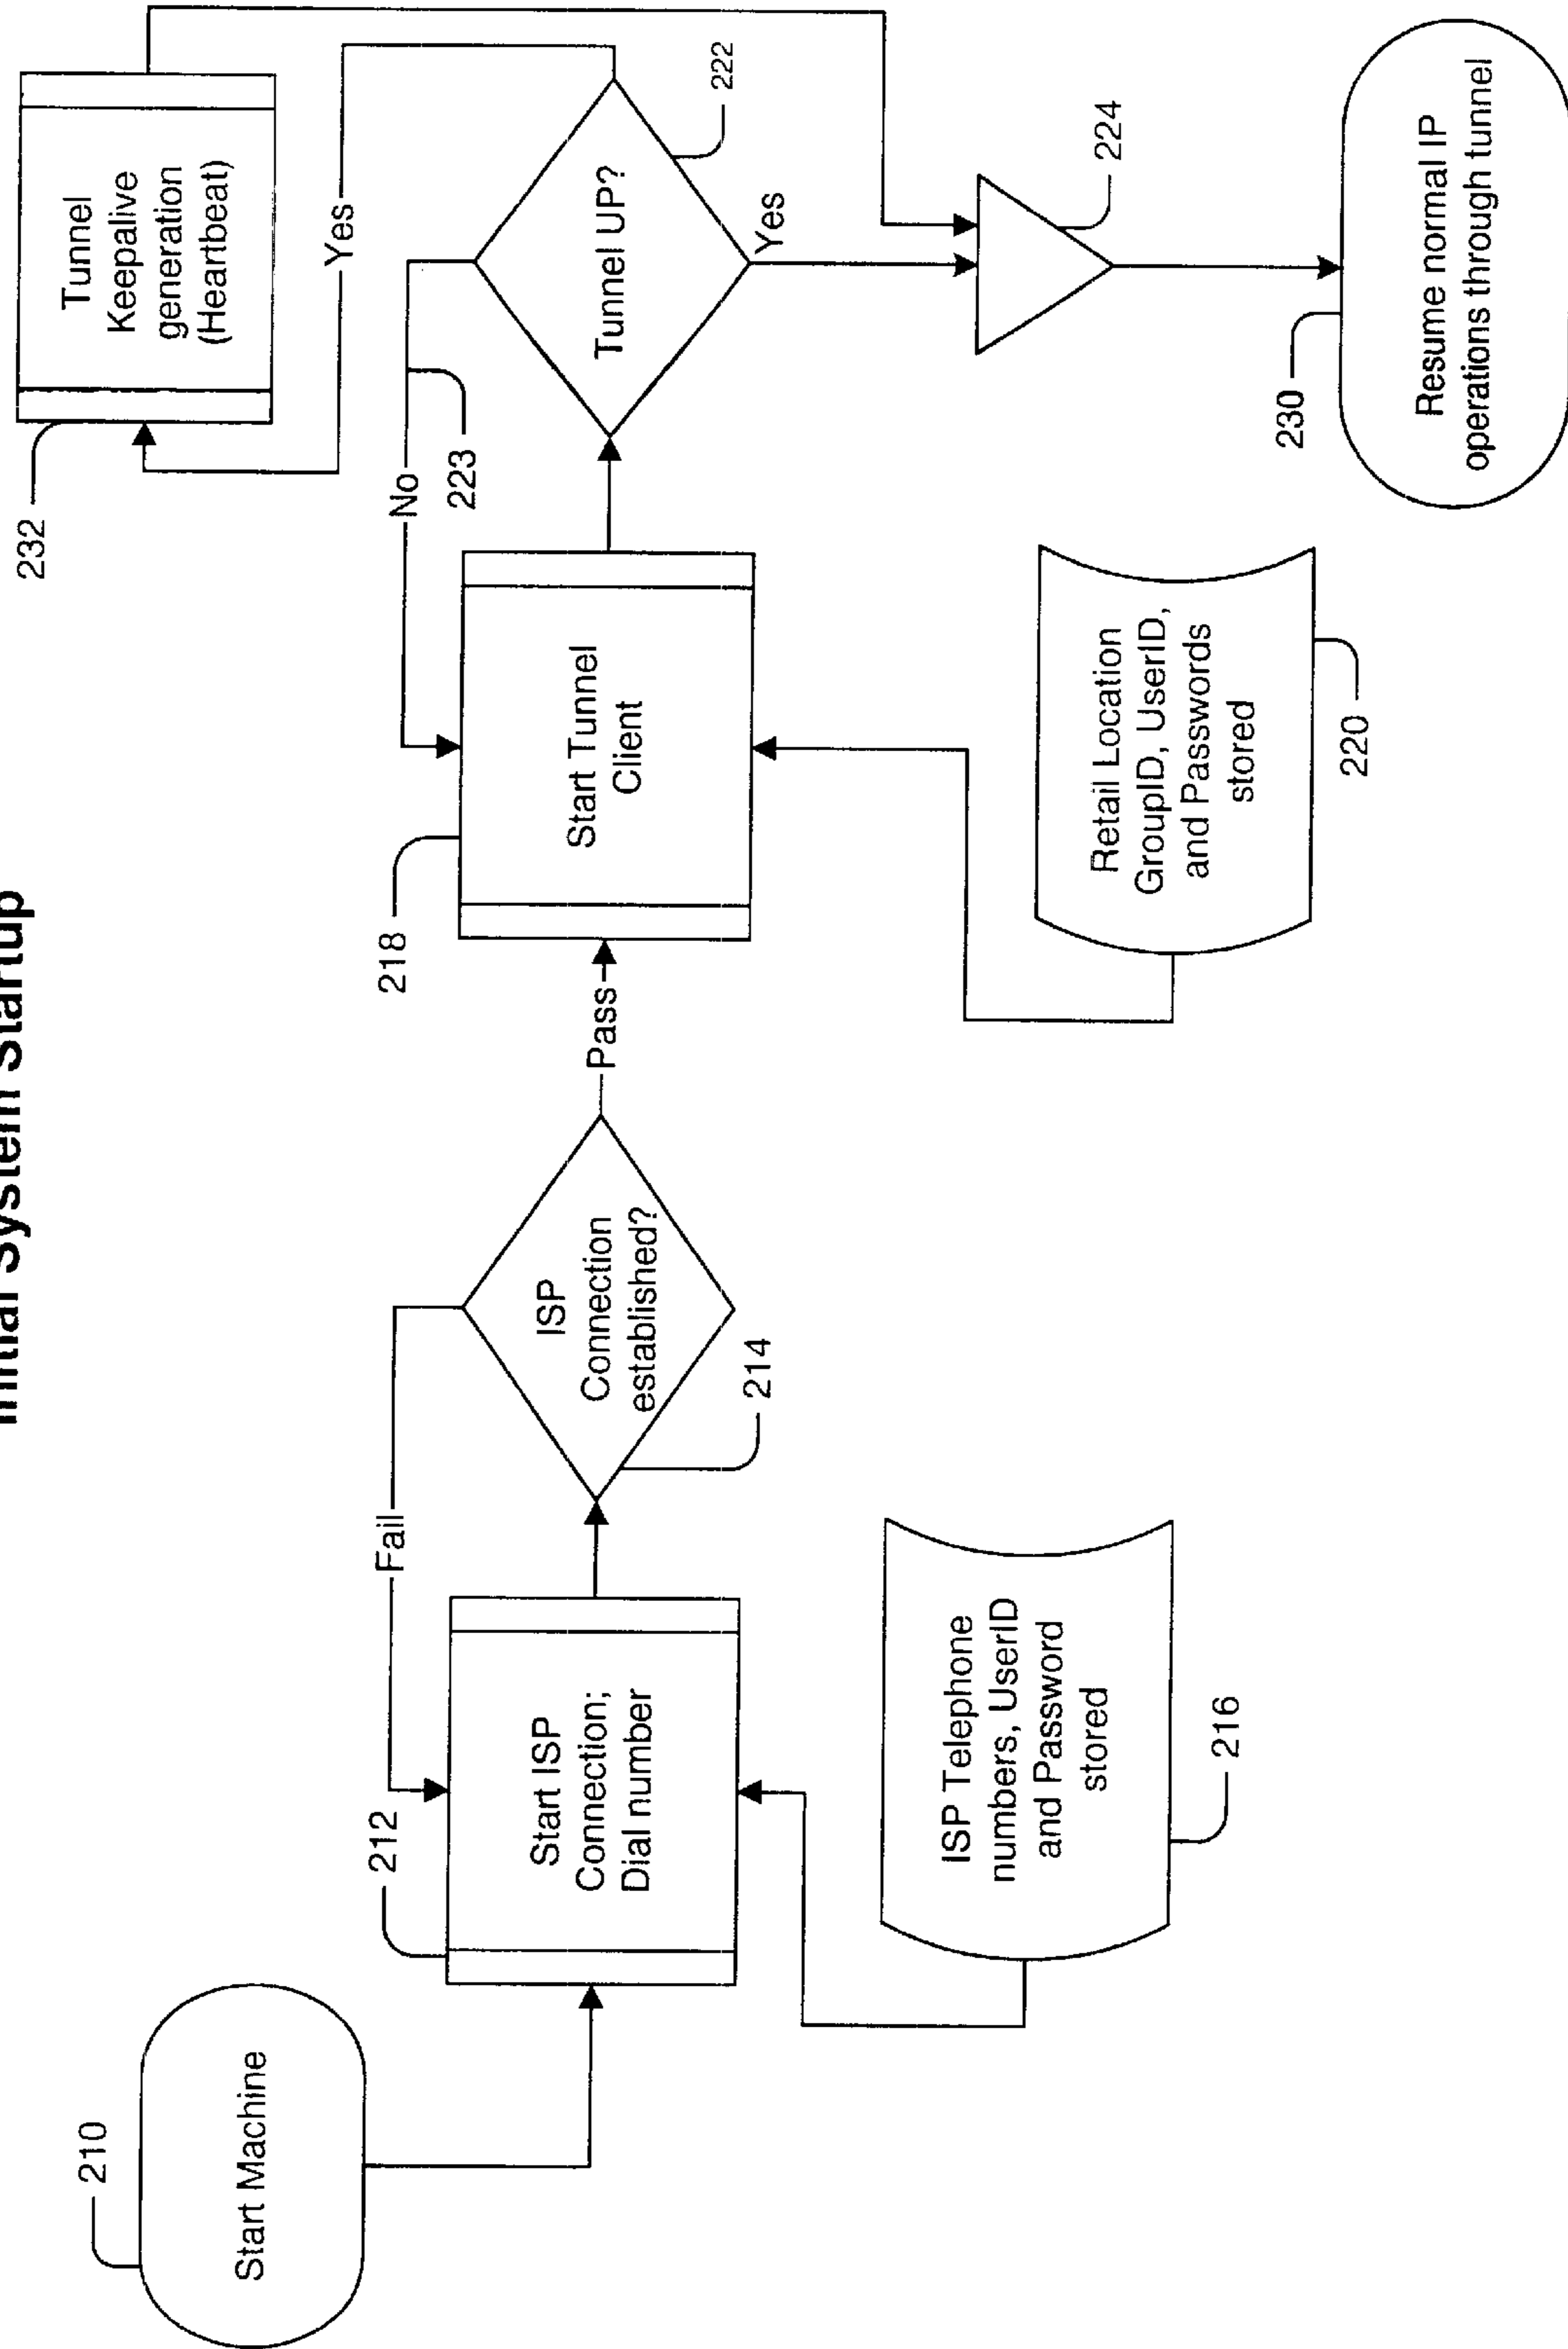 Initial System Startup
210
Start Machine
212
Start ISP
Connection;
Dial number
Fail
ISP
Connection
established?
214
Pass
ISP Telephone
numbers, UserID
and Password
stored
216
218
Start Tunnel
Client
No
223
Retail Location
GroupID, UserID,
and Passwords
stored
220
232
Tunnel
Keepalive
generation
(Heartbeat)
Yes
Tunnel UP?
222
Yes
224
230
Resume normal IP
operations through tunnel